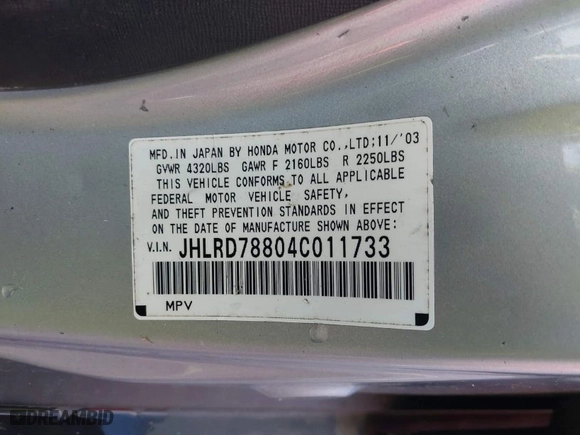 MFD.IN JAPAN BY HONDA MOTOR CO.,LTD;11/'03
GVWR 4320LBS GAWR F 2160LBS R 2250LBS
THIS VEHICLE CONFORMS TO ALL APPLICABLE
FEDERAL MOTOR VEHICLE SAFETY,
AND THEFT PREVENTION STANDARDS IN EFFECT
ON THE DATE OF MANUFACTURE SHOWN ABOVE:
V.I.N. JHLRD78804C011733
MPV
DREAMBID